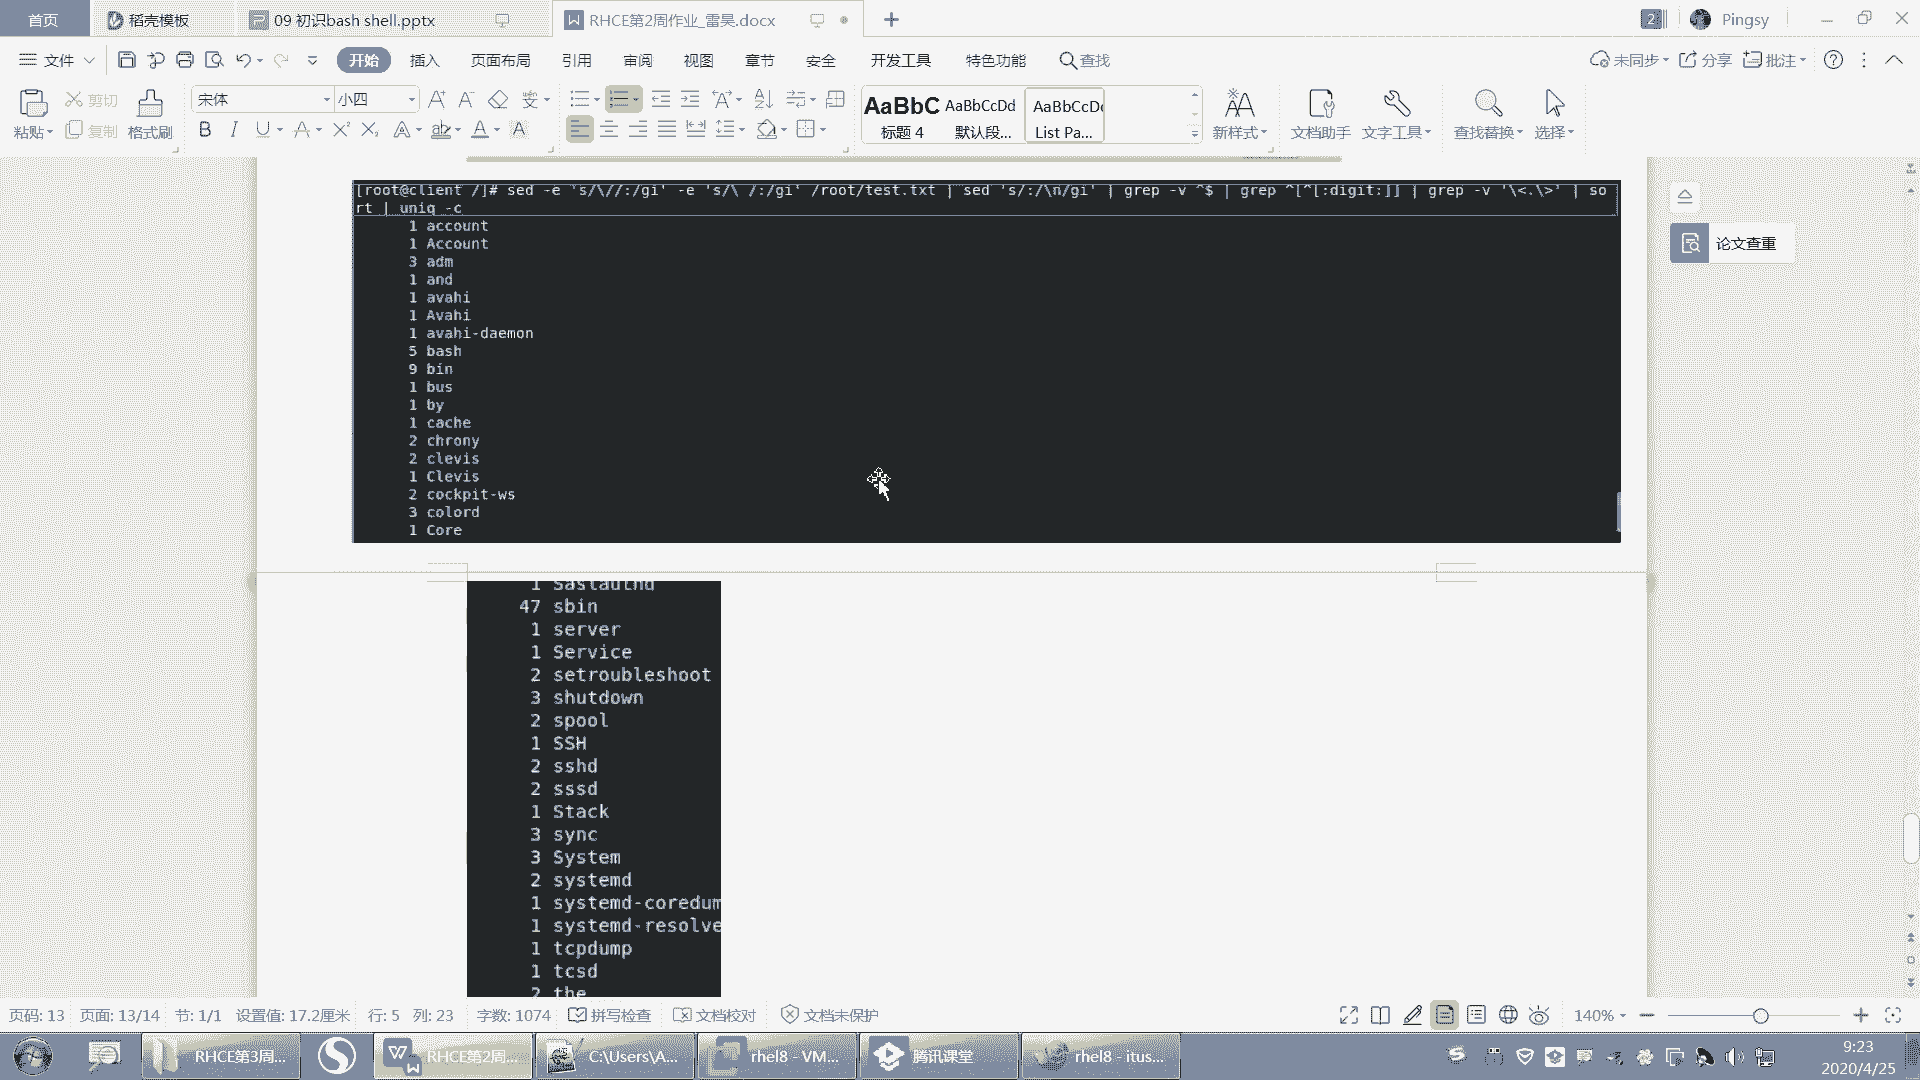 首页
稻壳模板
09 初识bash shell.pptx
RHCE第2周作业_雷昊.docx
2
Pingsy
文件
开始
插入
页面布局
引用
审阅
视图
章节
安全
开发工具
特色功能
查找
未同步
分享
批注
粘贴
剪切
复制
格式刷
宋体
小四
AaBbC
标题 4
AaBbCcDd
默认段...
AaBbCcD
List Pa...
新样式
文档助手
文字工具
查找替换
选择
[root@client /]# sed -e 's/\//:/gi' -e 's/\ /:/gi' /root/test.txt | sed 's/:/\n/gi' | grep -v ^$ | grep ^[^[:digit:]] | grep -v '\<.\>' | so
rt | uniq -c
1 account
1 Account
3 adm
1 and
1 avahi
1 Avahi
1 avahi-daemon
5 bash
9 bin
1 bus
1 by
1 cache
2 chrony
2 clevis
1 Clevis
2 cockpit-ws
3 colord
1 Core
论文查重
1 saslauthd
47 sbin
1 server
1 Service
2 setroubleshoot
3 shutdown
2 spool
1 SSH
2 sshd
2 sssd
1 Stack
3 sync
3 System
2 systemd
1 systemd-coredum
1 systemd-resolve
1 tcpdump
1 tcsd
2 the
页码: 13
页面: 13/14
节: 1/1
设置值: 17.2厘米
行: 5
列: 23
字数: 1074
拼写检查
文档校对
文档未保护
140%
RHCE第3周...
RHCE第2周...
C:\Users\A...
rhel8 - VM...
腾讯课堂
rhel8 - itus...
9:23
2020/4/25